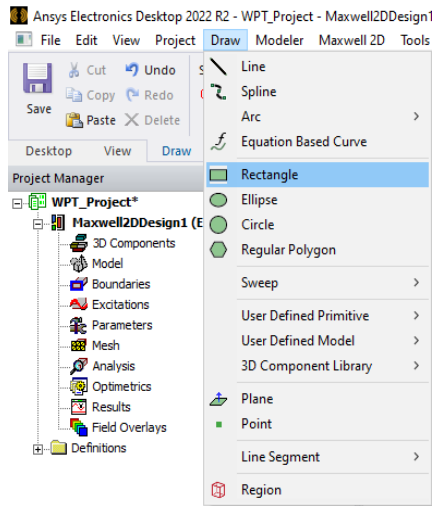 Ansys Electronics Desktop 2022 R2 - WPT_Project - Maxwell2DDesign1
File Edit View Project Draw Modeler Maxwell 2D Tools
Save
Cut Undo
Copy Redo
Paste Delete
Desktop View Draw
Project Manager
WPT_Project*
Maxwell2DDesign1 (E
3D Components
Model
Boundaries
Excitations
Parameters
Mesh
Analysis
Optimetrics
Results
Field Overlays
Definitions
Line
Spline
Arc
Equation Based Curve
Rectangle
Ellipse
Circle
Regular Polygon
Sweep
User Defined Primitive
User Defined Model
3D Component Library
Plane
Point
Line Segment
Region